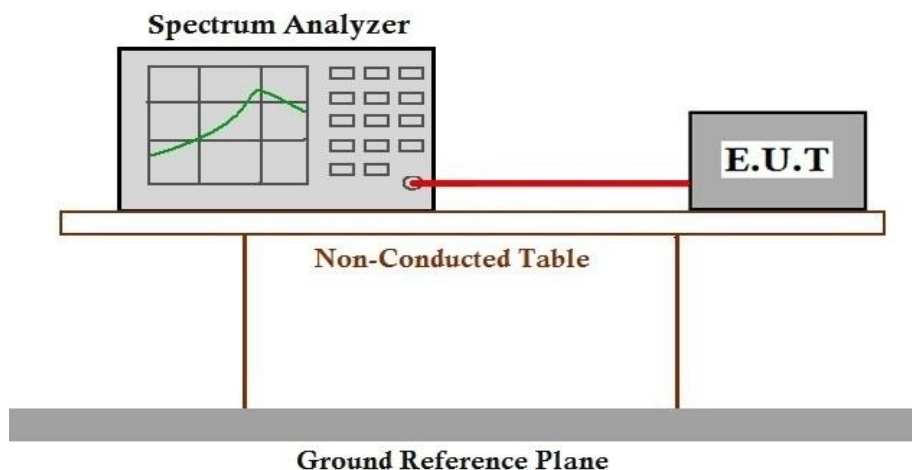 Spectrum Analyzer
E.U.T
Non-Conducted Table
Ground Reference Plane